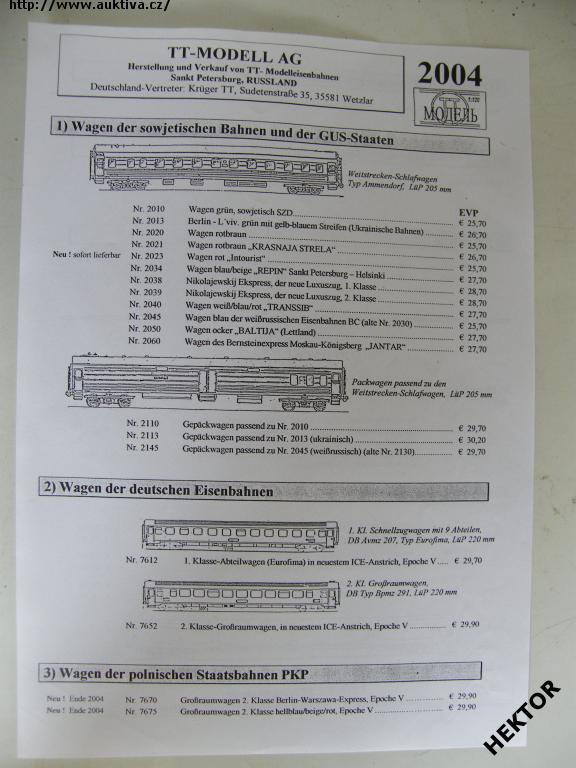 http://www.auktiva.cz/
TT-MODELL AG
Herstellung und Verkauf von TT- Modelleisenbahnen
Sankt Petersburg, RUSSLAND
Deutschland-Vertreter: Krüger TT, Sudetenstraße 35, 35581 Wetzlar
2004
1:120
TT
МОДЕЛЬ
1) Wagen der sowjetischen Bahnen und der GUS-Staaten
Weitstrecken-Schlafwagen
Typ Ammendorf, LüP 205 mm
EVP
Nr. 2010 Wagen grün, sowjetisch SZD € 25,70
Nr. 2013 Berlin - L´viv. grün mit gelb-blauem Streifen (Ukrainische Bahnen) € 26,70
Nr. 2020 Wagen rotbraun € 25,70
Nr. 2021 Wagen rotbraun „KRASNAJA STRELA" € 26,70
Neu ! sofort lieferbar Nr. 2023 Wagen rot „Intourist" € 25,70
Nr. 2034 Wagen blau/beige „REPIN" Sankt Petersburg – Helsinki € 27,70
Nr. 2038 Nikolajewskij Ekspress, der neue Luxuszug, 1. Klasse € 28,70
Nr. 2039 Nikolajewskij Ekspress, der neue Luxuszug, 2. Klasse € 28,70
Nr. 2040 Wagen weiß/blau/rot „TRANSSIB" € 27,70
Nr. 2045 Wagen blau der weißrussischen Eisenbahnen BC (alte Nr. 2030) € 25,70
Nr. 2050 Wagen ocker „BALTIJA" (Lettland) € 27,70
Nr. 2060 Wagen des Bernsteinexpress Moskau-Königsberg „JANTAR" € 27,70
Packwagen passend zu den
Weitstrecken-Schlafwagen, LüP 205 mm
Nr. 2110 Gepäckwagen passend zu Nr. 2010 € 29,70
Nr. 2113 Gepäckwagen passend zu Nr. 2013 (ukrainisch) € 30,20
Nr. 2145 Gepäckwagen passend zu Nr. 2045 (weißrussisch) (alte Nr. 2130) € 29,70
2) Wagen der deutschen Eisenbahnen
1. Kl. Schnellzugwagen mit 9 Abteilen,
DB Avmz 207, Typ Eurofima, LüP 220 mm
Nr. 7612 1. Klasse-Abteilwagen (Eurofima) in neuestem ICE-Anstrich, Epoche V € 29,70
2. Kl. Großraumwagen,
DB Typ Bpmz 291, LüP 220 mm
Nr. 7652 2. Klasse-Großraumwagen, in neuestem ICE-Anstrich, Epoche V € 29,90
3) Wagen der polnischen Staatsbahnen PKP
Neu ! Ende 2004 Nr. 7670 Großraumwagen 2. Klasse Berlin-Warszawa-Express, Epoche V € 29,90
Neu ! Ende 2004 Nr. 7675 Großraumwagen 2. Klasse hellblau/beige/rot, Epoche V € 29,90
HEKTOR